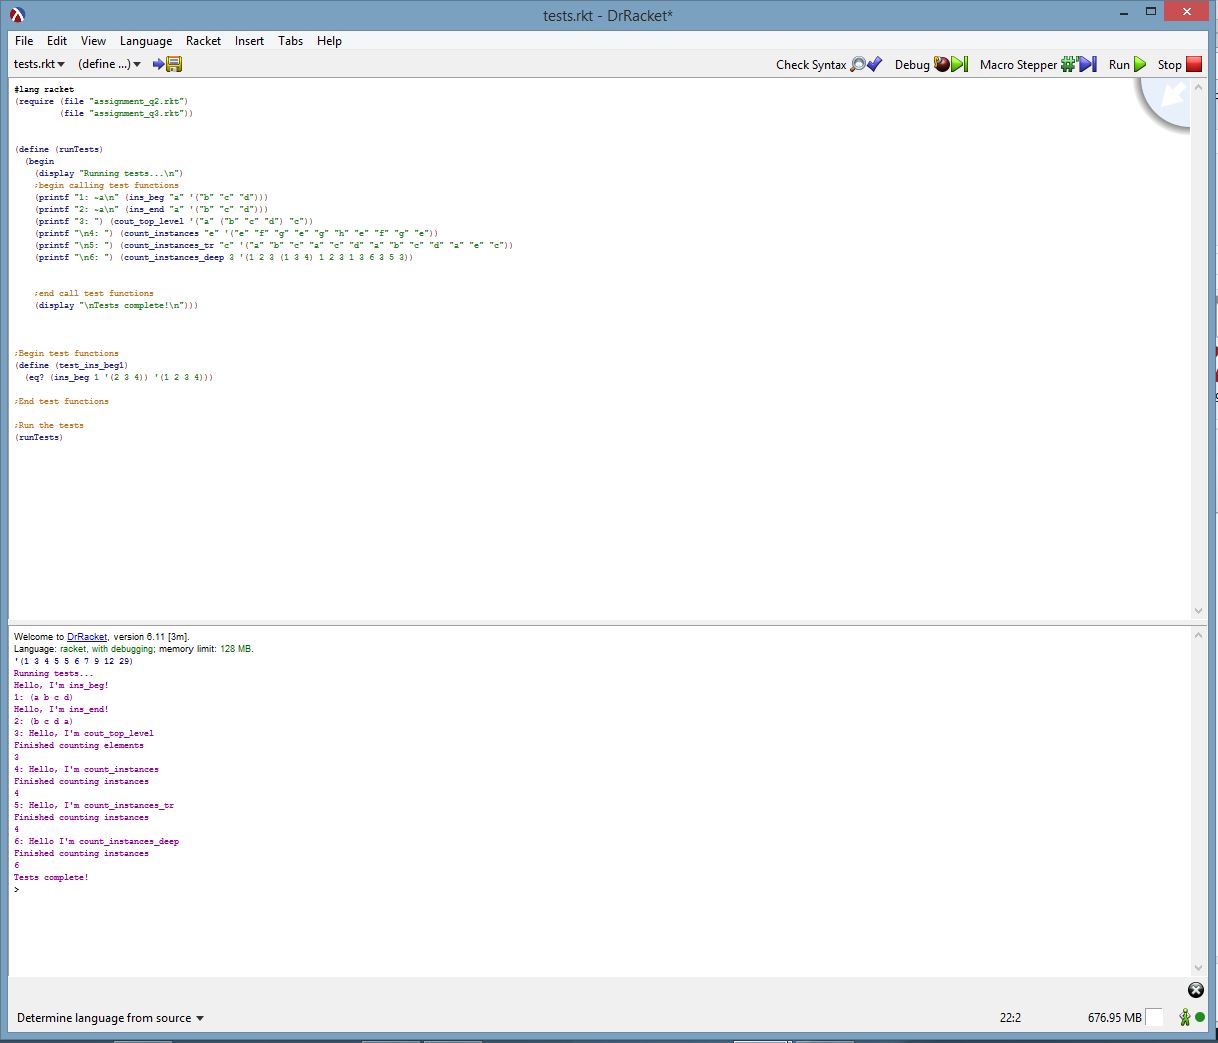 tests.rkt - DrRacket*
File Edit View Language Racket Insert Tabs Help
tests.rkt (define ...) Check Syntax Debug Macro Stepper Run Stop
#lang racket
(require (file "assignment_q2.rkt")
(file "assignment_q3.rkt"))
(define (runTests)
(begin
(display "Running tests...\n")
;begin calling test functions
(printf "1: ~a\n" (ins_beg "a" '("b" "c" "d")))
(printf "2: ~a\n" (ins_end "a" '("b" "c" "d")))
(printf "3: ") (cout_top_level '("a" ("b" "c" "d") "c"))
(printf "\n4: ") (count_instances "e" '("e" "f" "g" "e" "g" "h" "e" "f" "g" "e"))
(printf "\n5: ") (count_instances_tr "c" '("a" "b" "c" "a" "c" "d" "a" "b" "c" "d" "a" "e" "c"))
(printf "\n6: ") (count_instances_deep 3 '(1 2 3 (1 3 4) 1 2 3 1 3 6 3 5 3))
;end call test functions
(display "\nTests complete!\n")))
;Begin test functions
(define (test_ins_beg1)
(eq? (ins_beg 1 '(2 3 4)) '(1 2 3 4)))
;End test functions
;Run the tests
(runTests)
Welcome to DrRacket, version 6.11 [3m].
Language: racket, with debugging; memory limit: 128 MB.
'(1 3 4 5 5 6 7 9 12 29)
Running tests...
Hello, I'm ins_beg!
1: (a b c d)
Hello, I'm ins_end!
2: (b c d a)
3: Hello, I'm cout_top_level
Finished counting elements
3
4: Hello, I'm count_instances
Finished counting instances
4
5: Hello, I'm count_instances_tr
Finished counting instances
4
6: Hello I'm count_instances_deep
Finished counting instances
6
Tests complete!
>
Determine language from source 22:2 676.95 MB